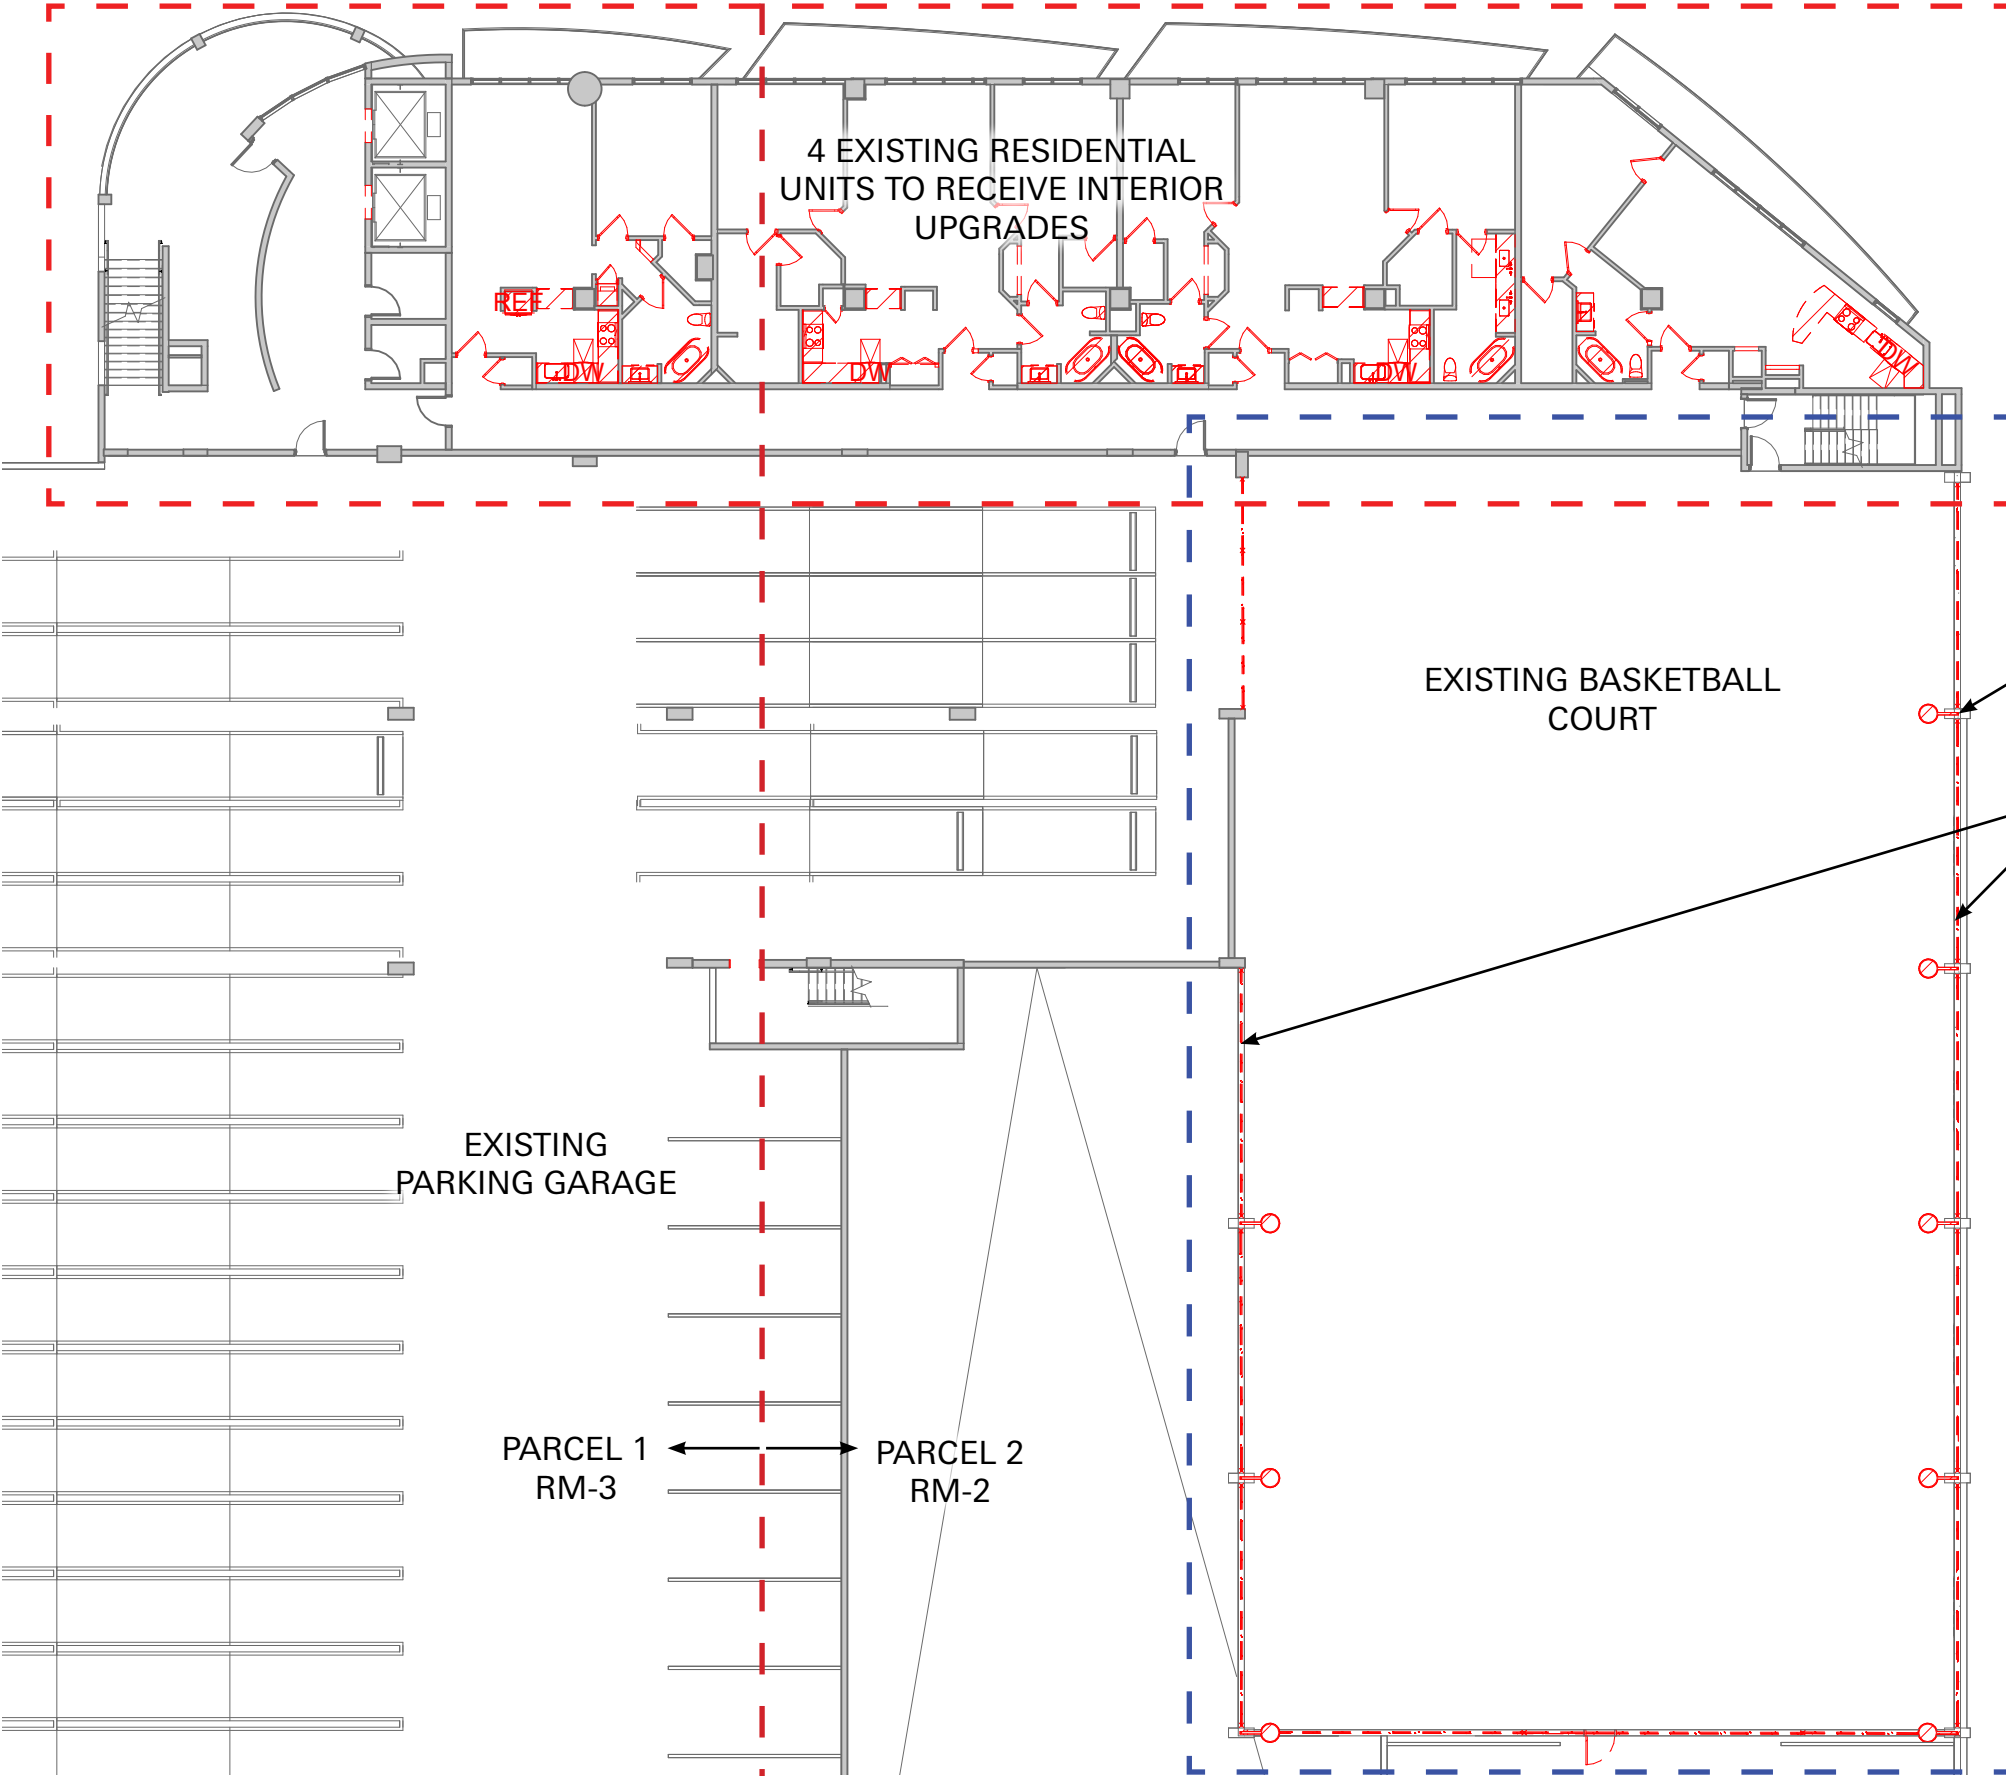 4 EXISTING RESIDENTIAL
UNITS TO RECEIVE INTERIOR
UPGRADES
REF
DW
DW
DW
DW
EXISTING BASKETBALL
COURT
EXISTING
PARKING GARAGE
PARCEL 1
RM-3
PARCEL 2
RM-2